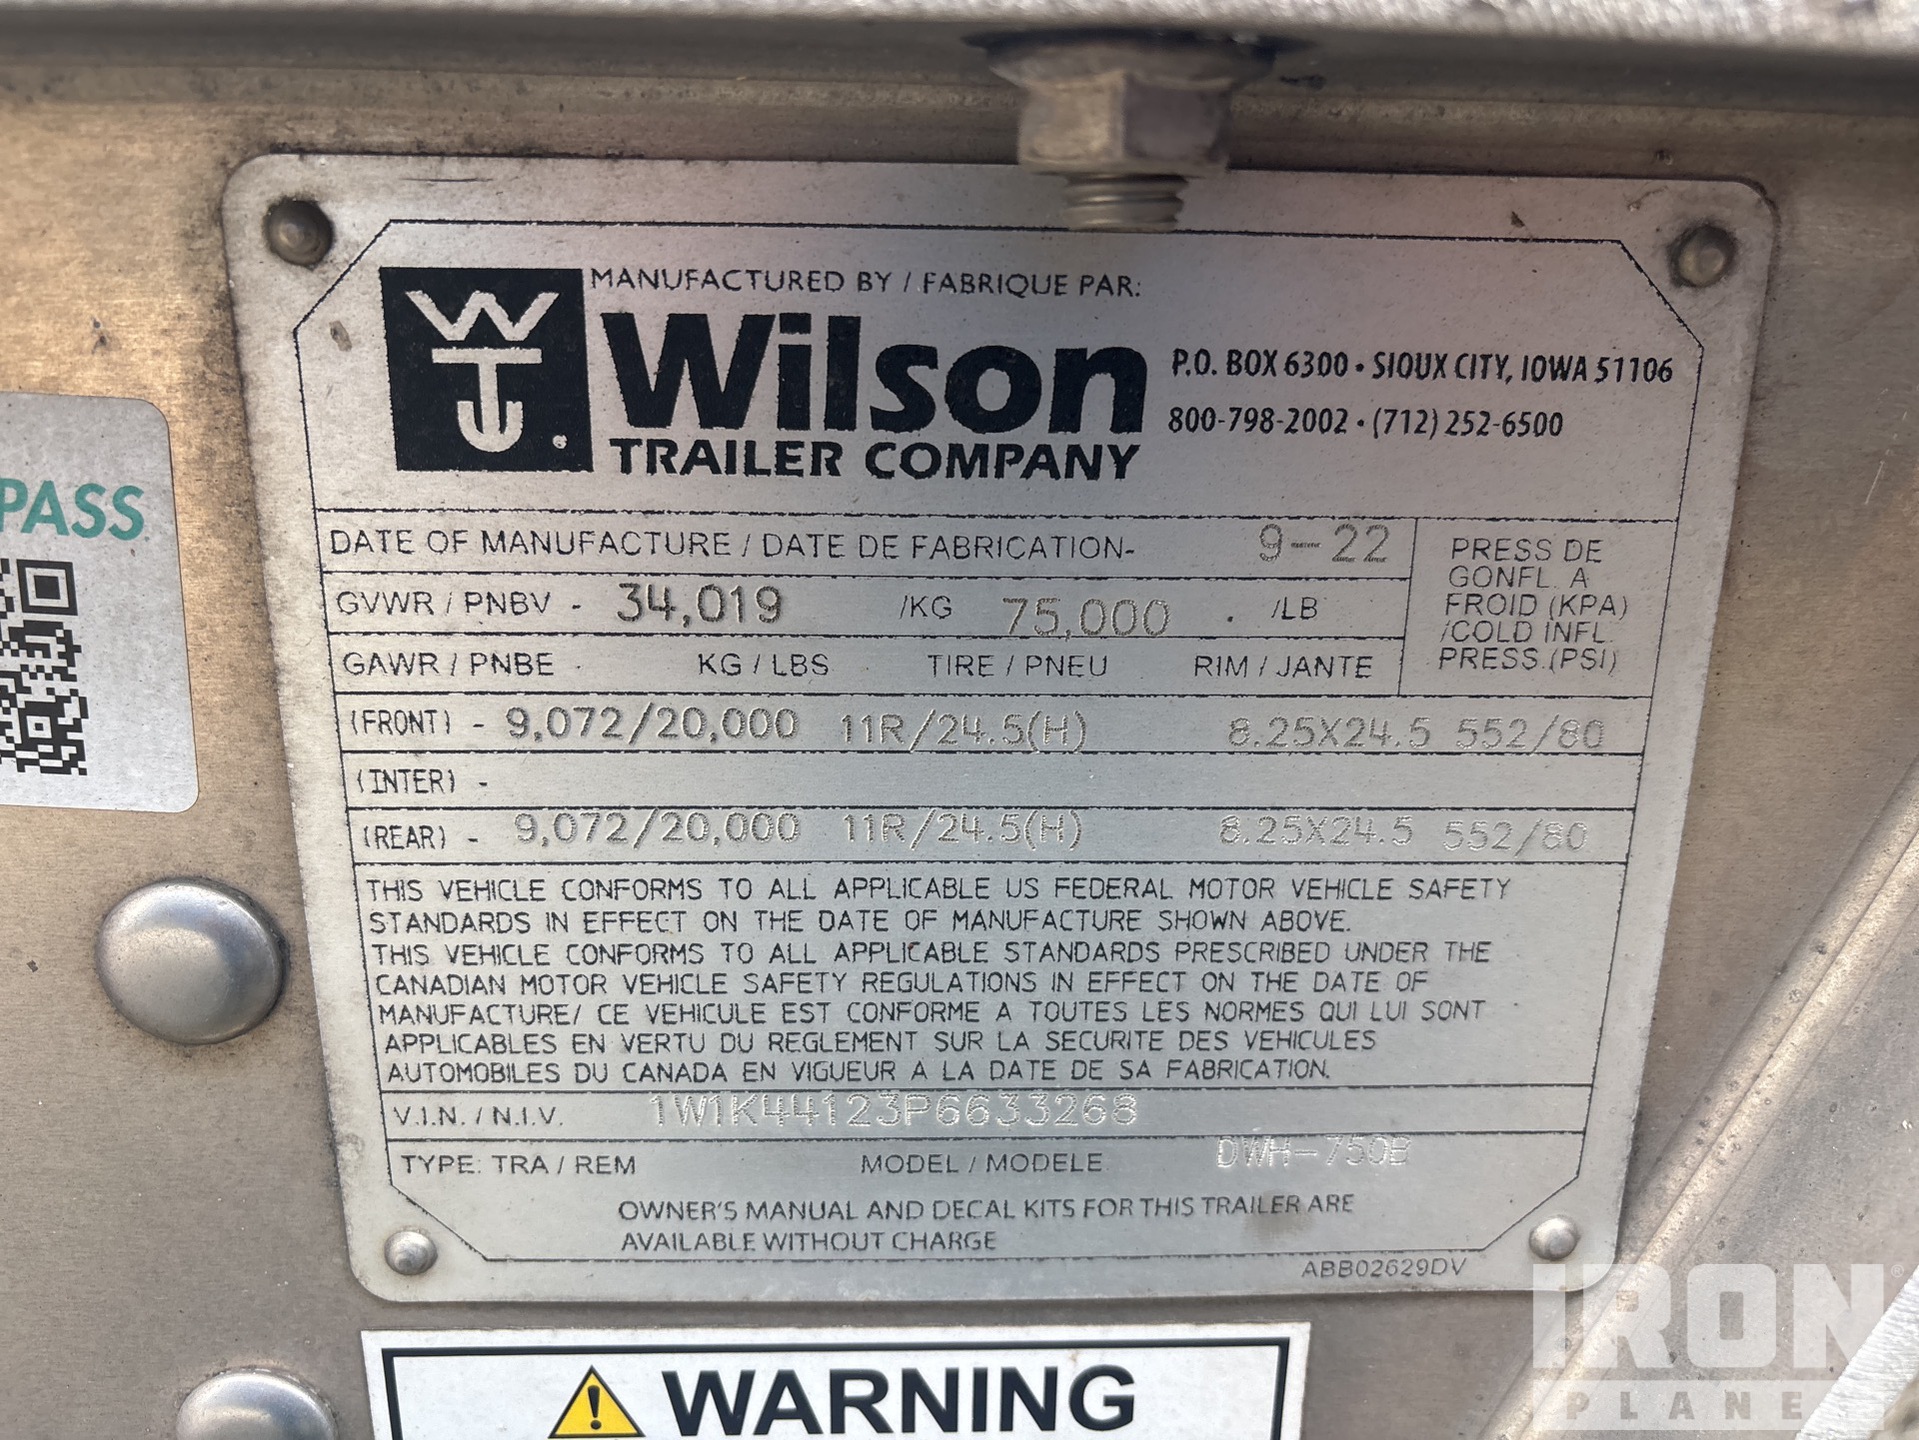 MANUFACTURED BY / FABRIQUE PAR:
WTC
Wilson
TRAILER COMPANY
P.O. BOX 6300 • SIOUX CITY, IOWA 51106
800-798-2002 • (712) 252-6500
PASS
DATE OF MANUFACTURE / DATE DE FABRICATION- 9-22
GVWR / PNBV - 34,019 /KG 75,000 /LB
PRESS DE
GONFL. A
FROID (KPA)
/COLD INFL.
PRESS.(PSI)
GAWR / PNBE KG / LBS TIRE / PNEU RIM / JANTE
(FRONT) - 9,072/20,000 11R/24.5(H) 8.25X24.5 552/80
(INTER) -
(REAR) - 9,072/20,000 11R/24.5(H) 8.25X24.5 552/80
THIS VEHICLE CONFORMS TO ALL APPLICABLE US FEDERAL MOTOR VEHICLE SAFETY
STANDARDS IN EFFECT ON THE DATE OF MANUFACTURE SHOWN ABOVE.
THIS VEHICLE CONFORMS TO ALL APPLICABLE STANDARDS PRESCRIBED UNDER THE
CANADIAN MOTOR VEHICLE SAFETY REGULATIONS IN EFFECT ON THE DATE OF
MANUFACTURE/ CE VEHICULE EST CONFORME A TOUTES LES NORMES QUI LUI SONT
APPLICABLES EN VERTU DU REGLEMENT SUR LA SECURITE DES VEHICULES
AUTOMOBILES DU CANADA EN VIGUEUR A LA DATE DE SA FABRICATION.
V.I.N. / N.I.V. 1W1K44123P6633268
TYPE: TRA / REM MODEL / MODELE DWH-750B
OWNER'S MANUAL AND DECAL KITS FOR THIS TRAILER ARE
AVAILABLE WITHOUT CHARGE
ABB02629DV
WARNING
IRON
PLANE